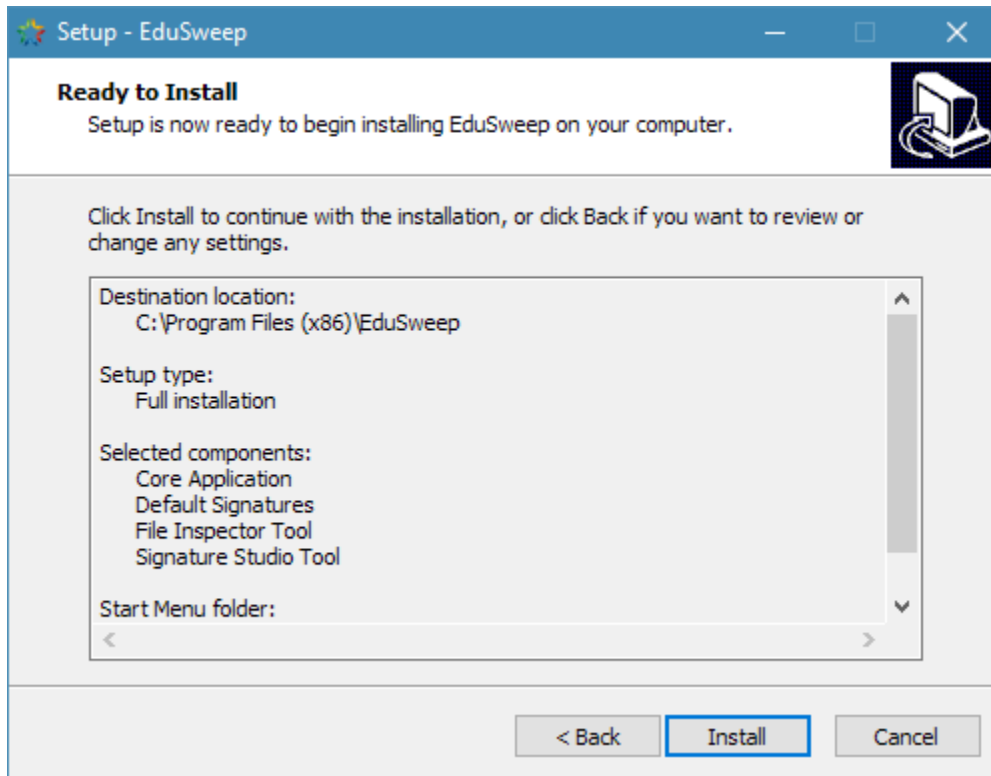 Setup - EduSweep
Ready to Install
Setup is now ready to begin installing EduSweep on your computer.
Click Install to continue with the installation, or click Back if you want to review or
change any settings.
Destination location:
C:\Program Files (x86)\EduSweep
Setup type:
Full installation
Selected components:
Core Application
Default Signatures
File Inspector Tool
Signature Studio Tool
Start Menu folder:
< Back
Install
Cancel